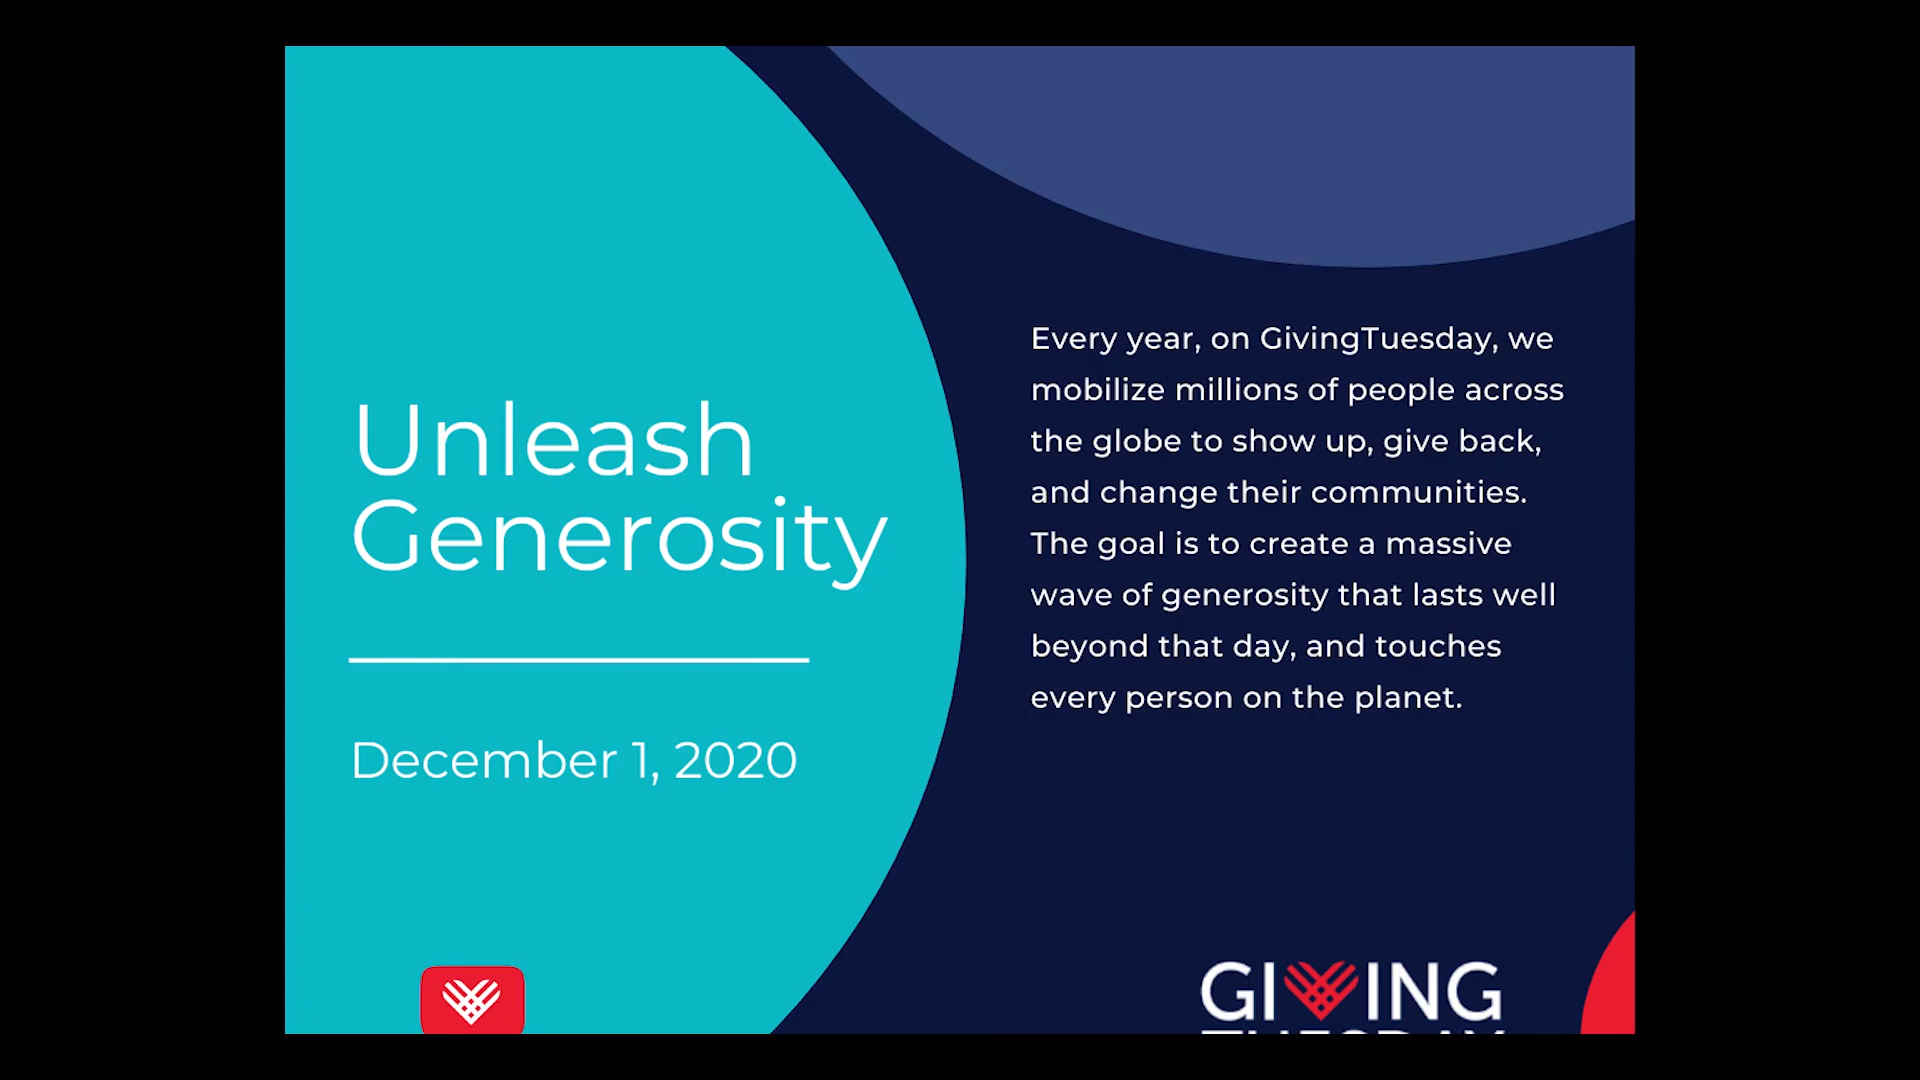 Unleash
Generosity
December 1, 2020
Every year, on GivingTuesday, we
mobilize millions of people across
the globe to show up, give back,
and change their communities.
The goal is to create a massive
wave of generosity that lasts well
beyond that day, and touches
every person on the planet.
GIVING
TUESDAY